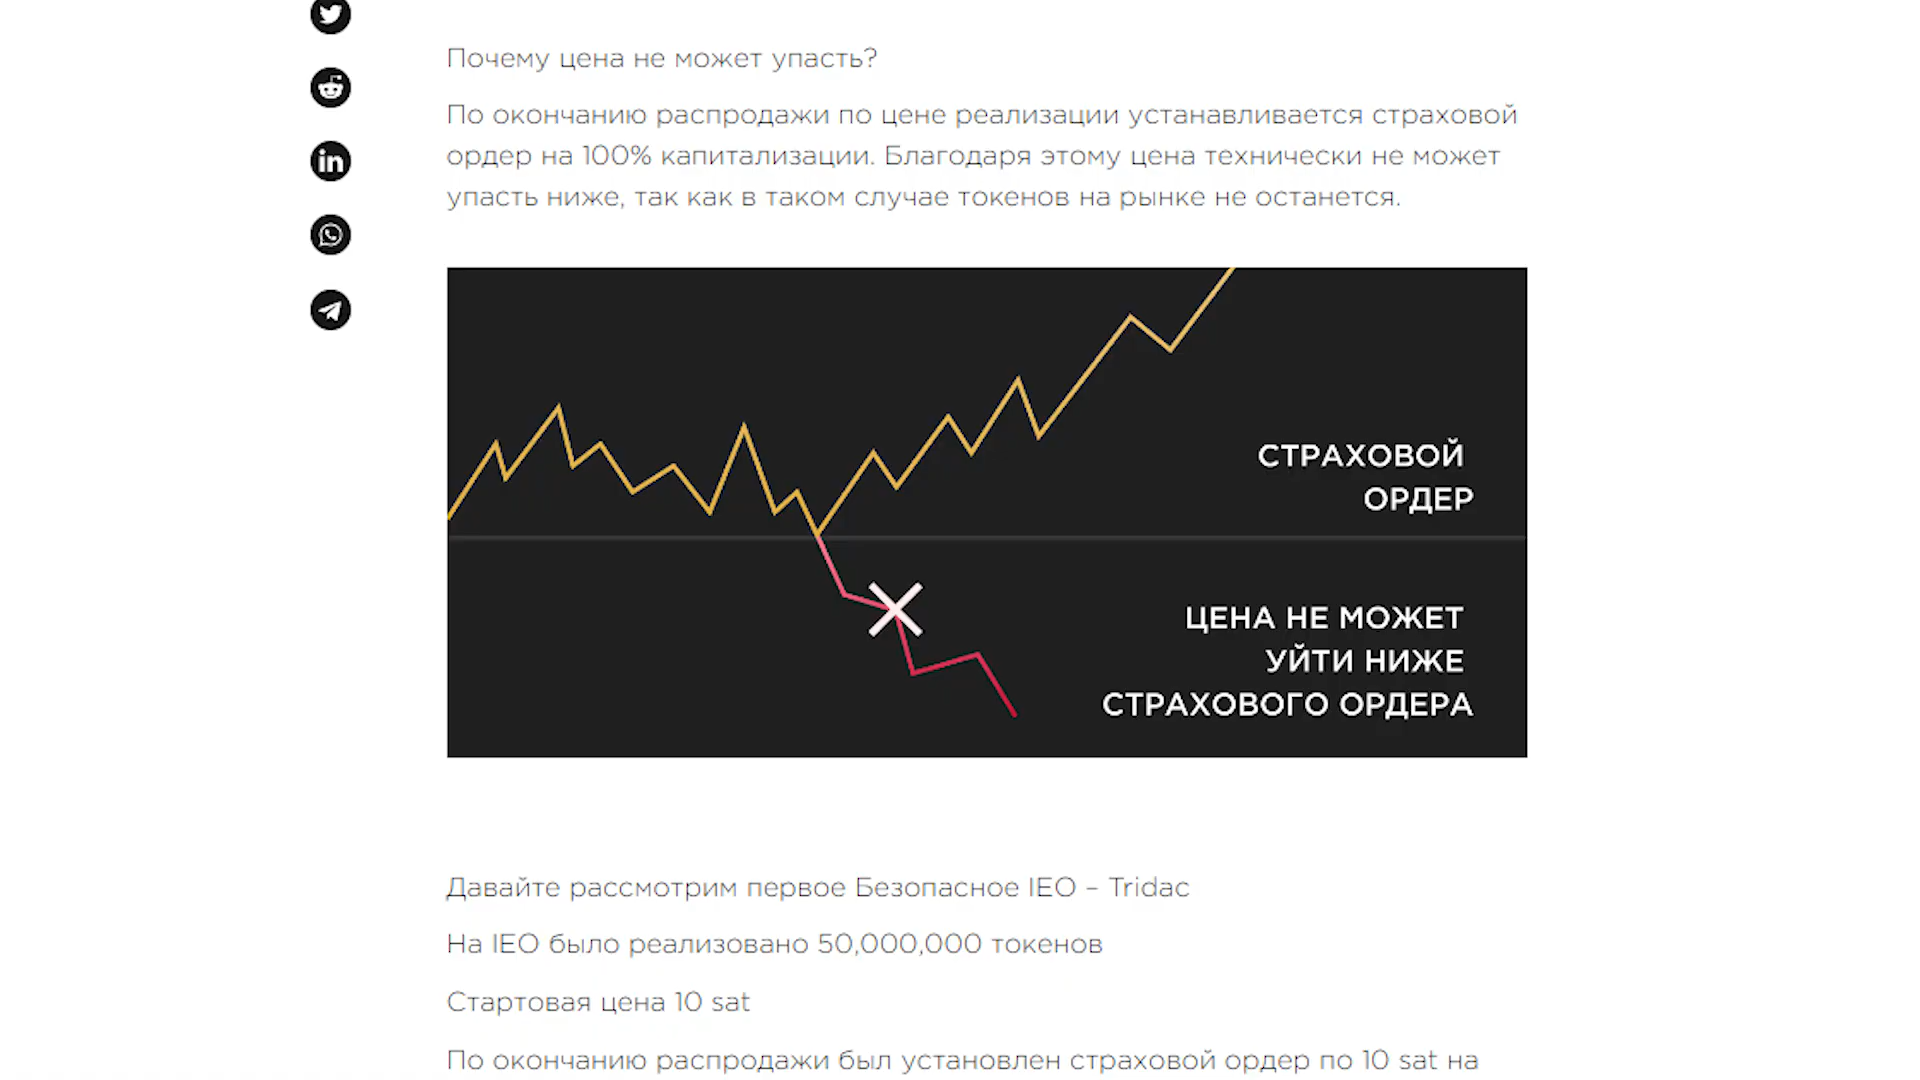 Почему цена не может упасть?
По окончанию распродажи по цене реализации устанавливается страховой
ордер на 100% капитализации. Благодаря этому цена технически не может
упасть ниже, так как в таком случае токенов на рынке не останется.
СТРАХОВОЙ
ОРДЕР
ЦЕНА НЕ МОЖЕТ
УЙТИ НИЖЕ
СТРАХОВОГО ОРДЕРА
Давайте рассмотрим первое Безопасное IEO – Tridac
На IEO было реализовано 50,000,000 токенов
Стартовая цена 10 sat
По окончанию распродажи был установлен страховой ордер по 10 sat на